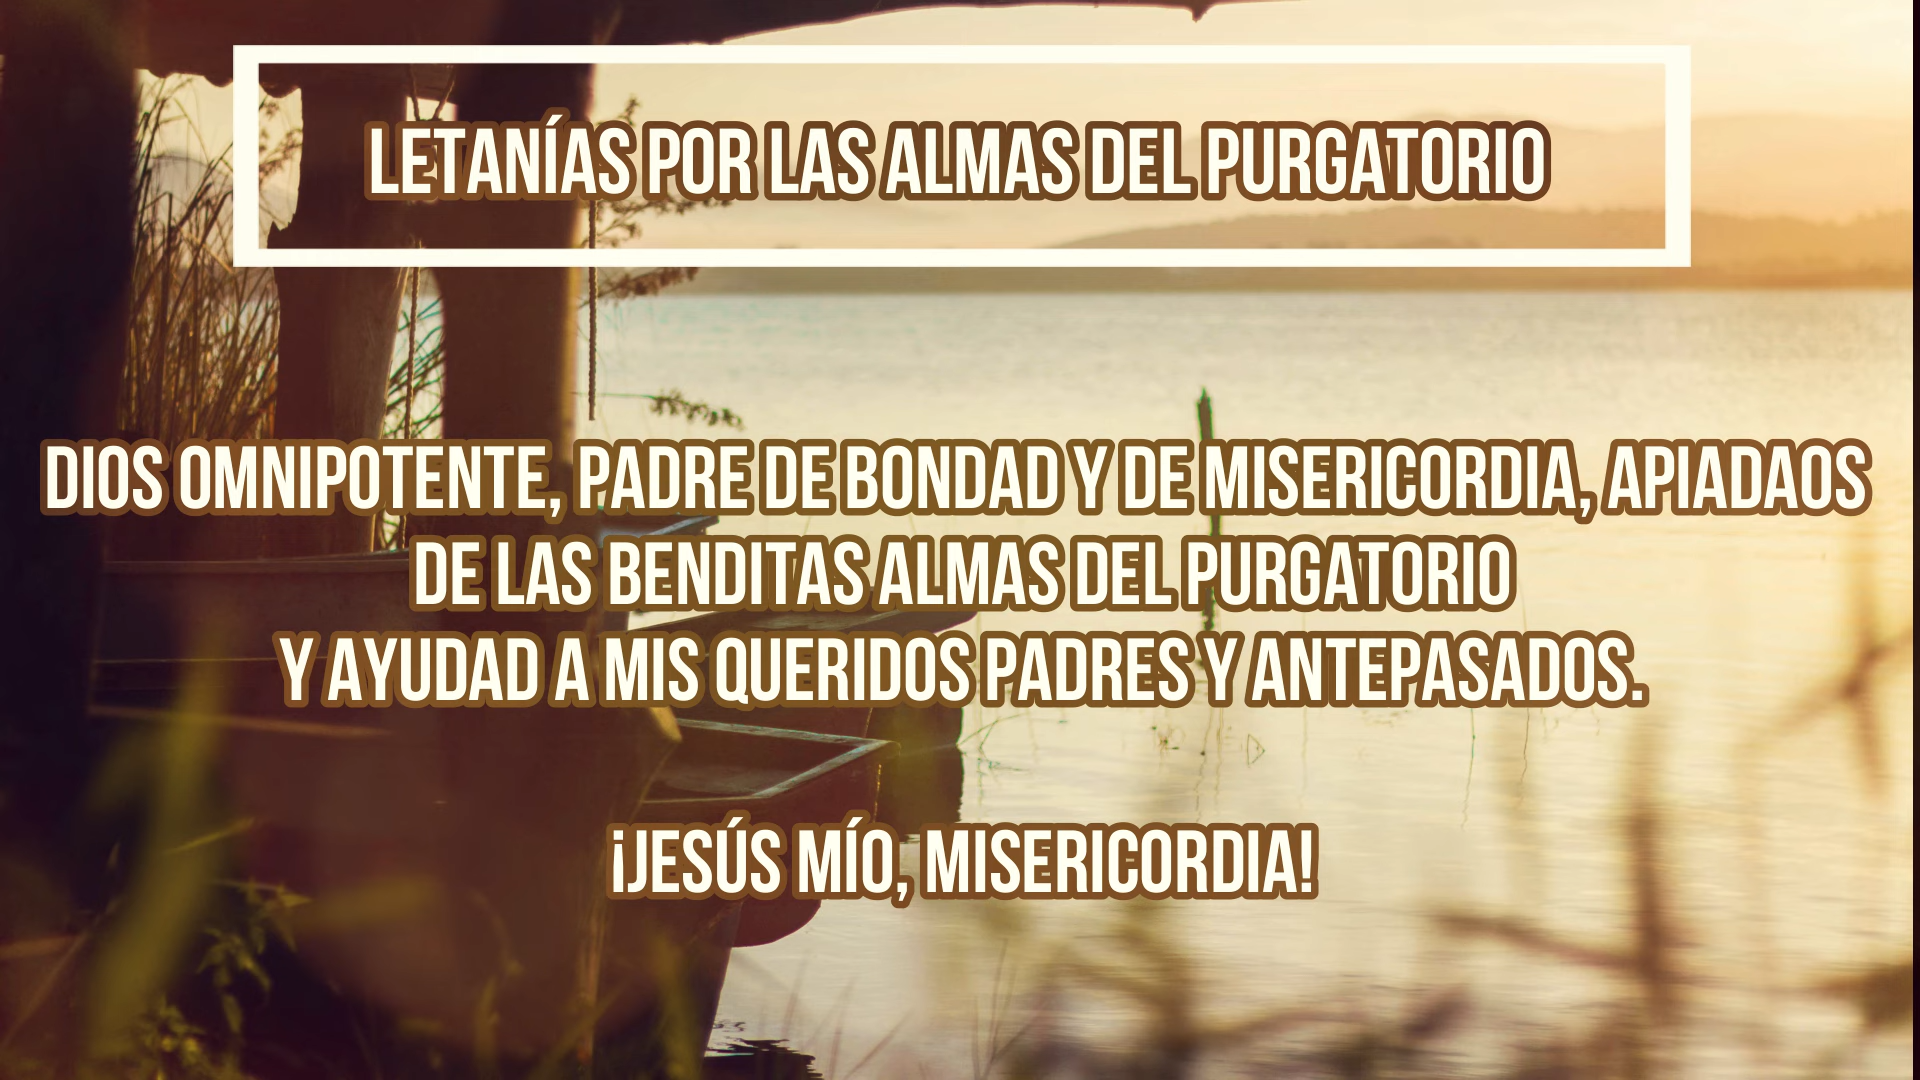 LETANÍAS POR LAS ALMAS DEL PURGATORIO
DIOS OMNIPOTENTE, PADRE DE BONDAD Y DE MISERICORDIA, APIADAOS
DE LAS BENDITAS ALMAS DEL PURGATORIO
Y AYUDAD A MIS QUERIDOS PADRES Y ANTEPASADOS.
¡JESÚS MÍO, MISERICORDIA!